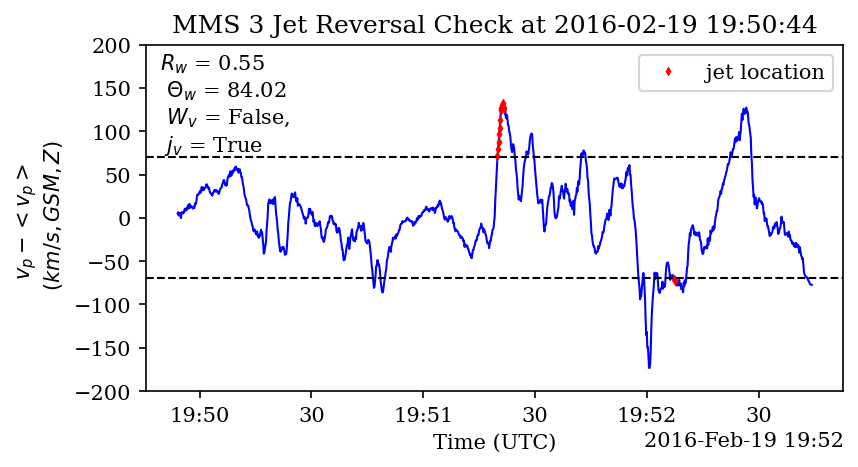 MMS 3 Jet Reversal Check at 2016-02-19 19:50:44
R_w = 0.55
Θ_w = 84.02
W_v = False,
j_v = True
jet location
200
150
100
50
0
−50
−100
−150
−200
v_p − < v_p >
(km/s, GSM, Z)
19:50 30 19:51 30 19:52 30
Time (UTC)
2016-Feb-19 19:52